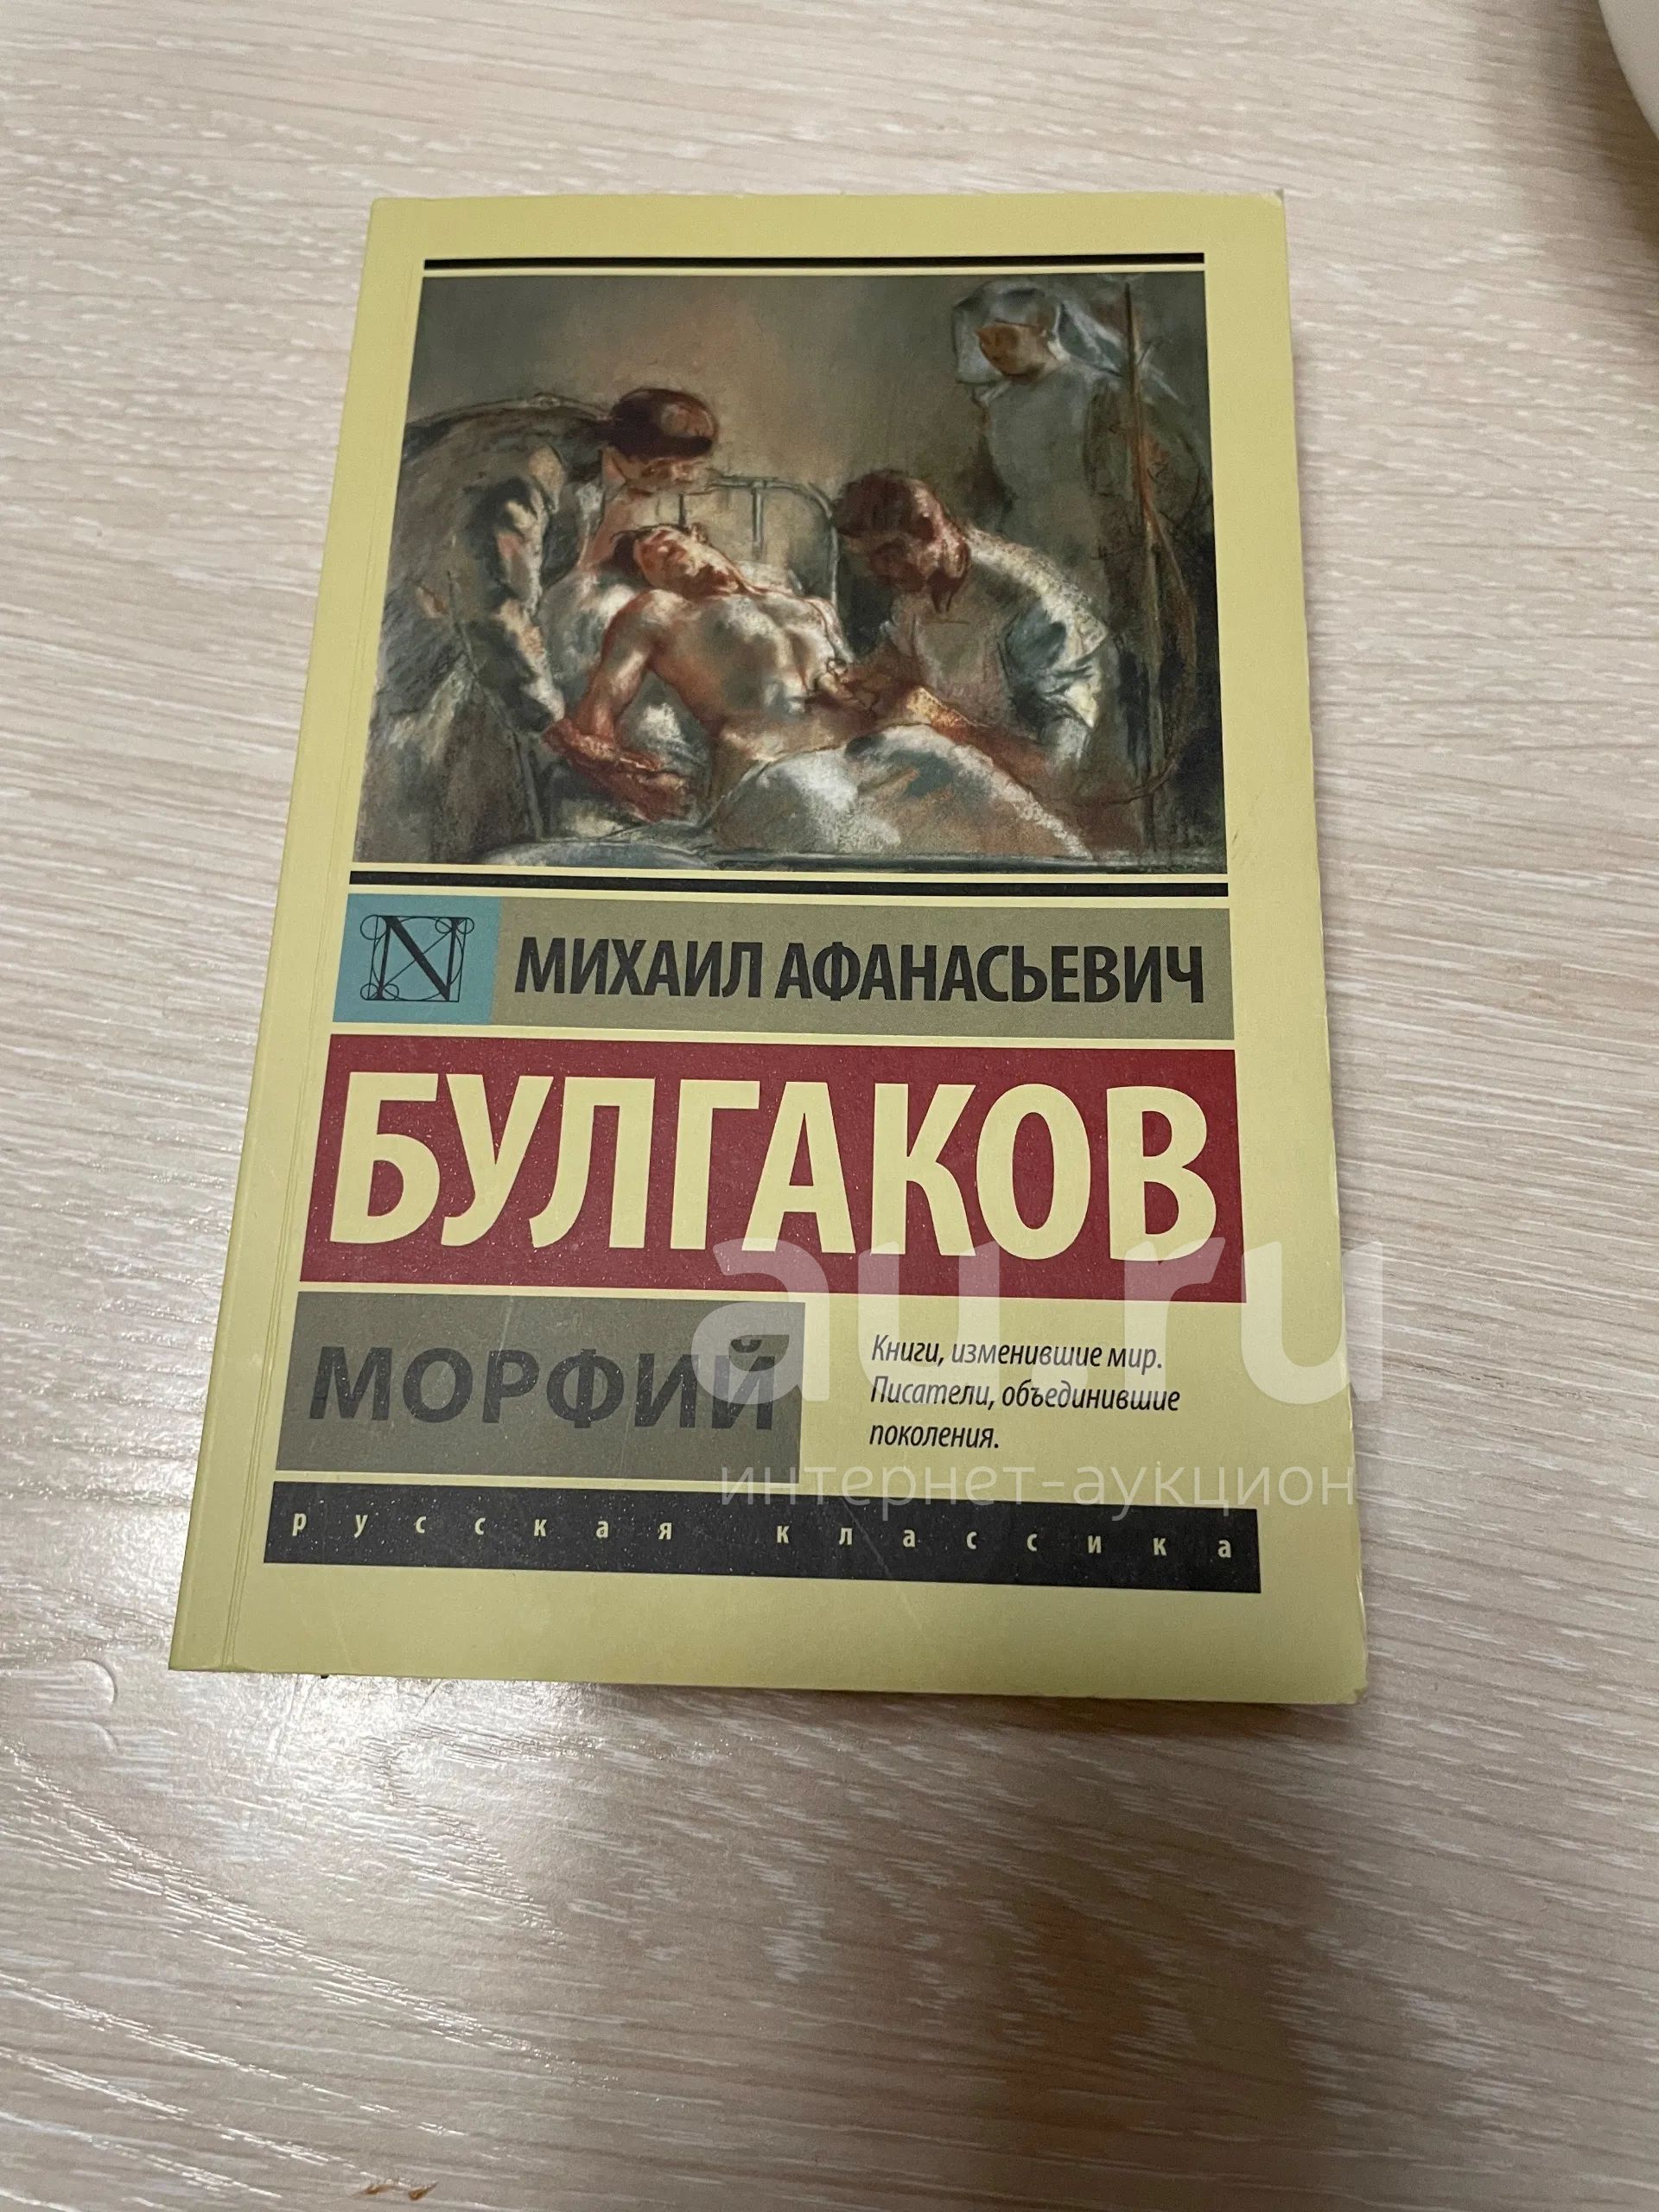 N
МИХАИЛ АФАНАСЬЕВИЧ
БУЛГАКОВ
МОРФИЙ
Книги, изменившие мир.
Писатели, объединившие
поколения.
русская классика
au.ru
интернет-аукцион